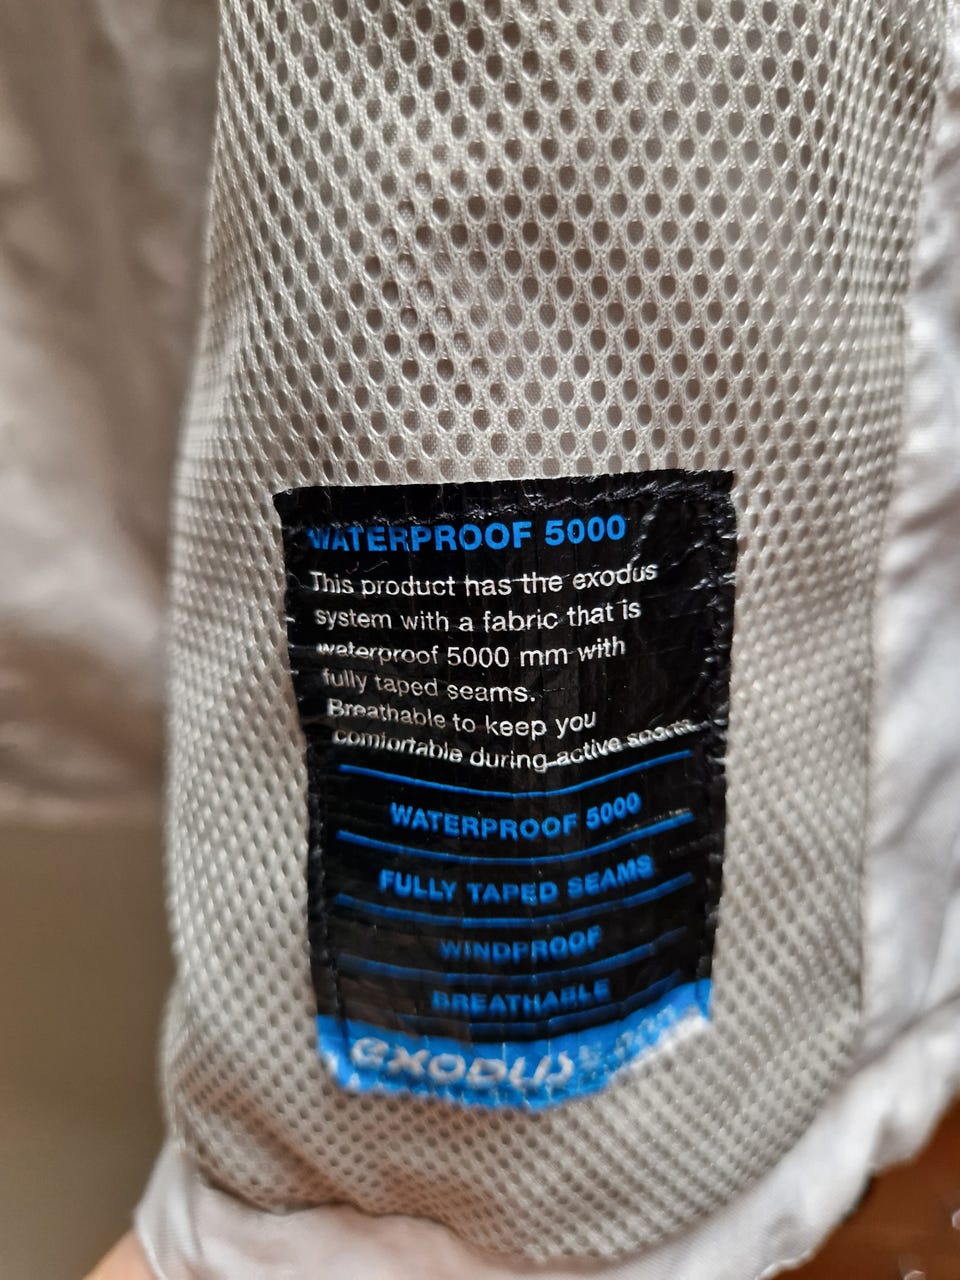 WATERPROOF 5000
This product has the exodus
system with a fabric that is
waterproof 5000 mm with
fully taped seams.
Breathable to keep you
comfortable during active sports.
WATERPROOF 5000
FULLY TAPED SEAMS
WINDPROOF
BREATHABLE
EXODUS